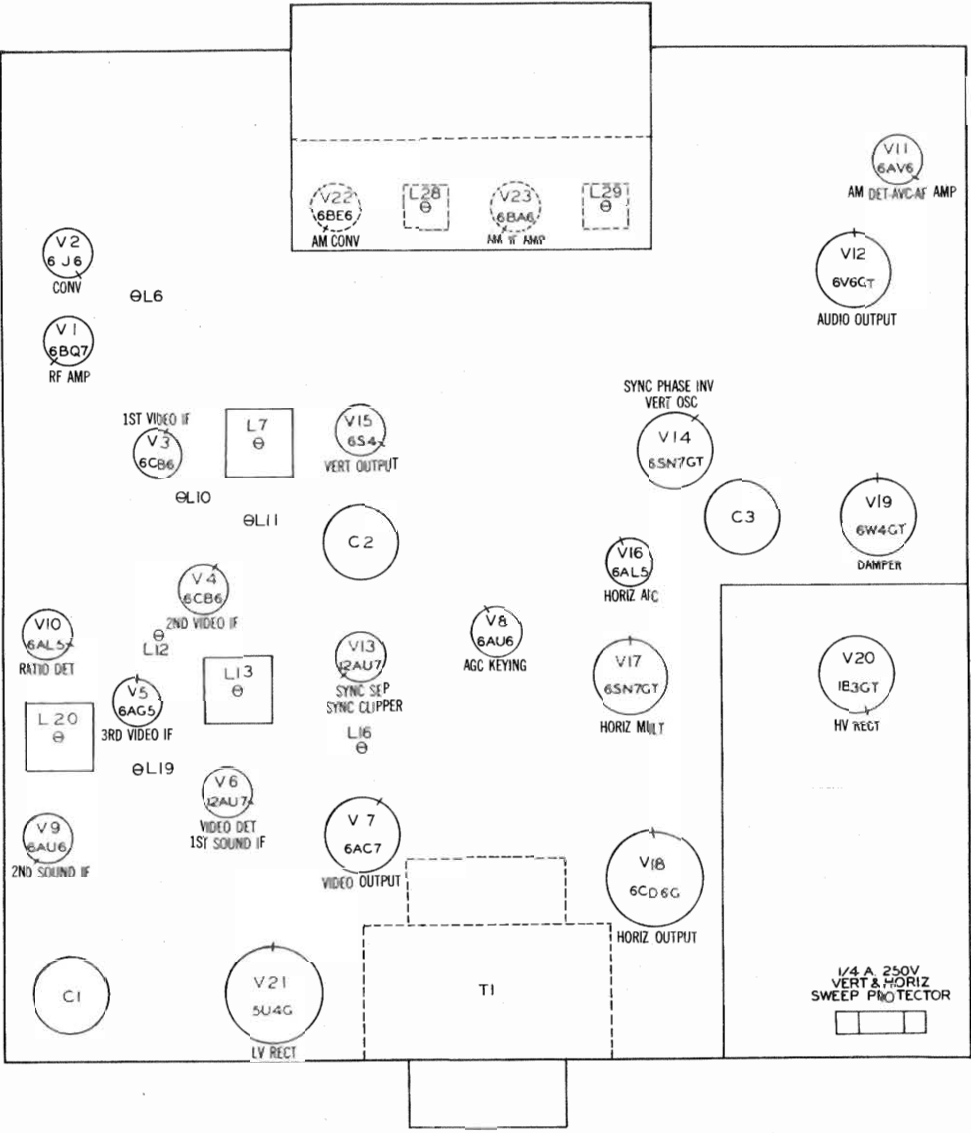 V11
6AV6
AM DET-AVC-AF AMP
V22
6BE6
AM CONV
L28
V23
6BA6
AM IF AMP
L29
V2
6J6
CONV
L6
V12
6V6GT
AUDIO OUTPUT
V1
6BQ7
RF AMP
1ST VIDEO IF
V3
6CB6
L7
V15
6S4
VERT OUTPUT
SYNC PHASE INV
VERT OSC
V14
6SN7GT
L10
L11
C2
C3
V19
6W4GT
DAMPER
V16
6AL5
HORIZ AFC
V4
6CB6
2ND VIDEO IF
V10
6AL5
RATIO DET
L12
V13
12AU7
SYNC SEP
SYNC CLIPPER
V8
6AU6
AGC KEYING
V17
6SN7GT
HORIZ MULT
V20
1B3GT
HV RECT
V5
6AG5
3RD VIDEO IF
L13
L20
L16
L19
V6
12AU7
VIDEO DET
1ST SOUND IF
V9
6AU6
2ND SOUND IF
V7
6AC7
VIDEO OUTPUT
V18
6CD6G
HORIZ OUTPUT
C1
V21
5U4G
LV RECT
T1
1/4 A. 250V
VERT & HORIZ
SWEEP PROTECTOR